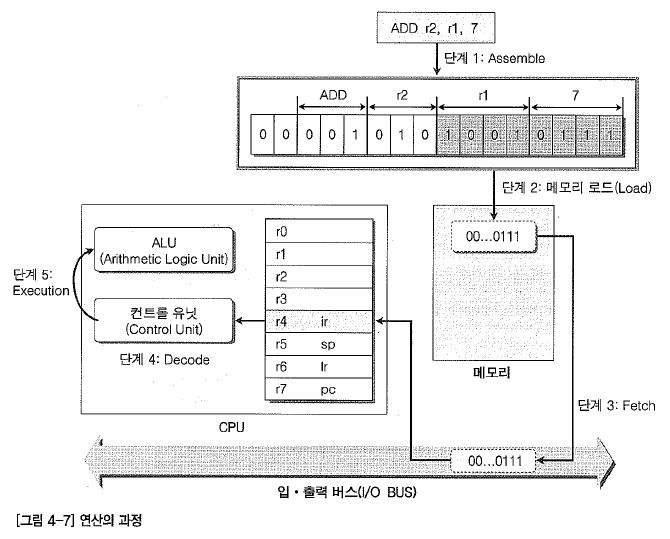 ADD r2, r1, 7
단계 1: Assemble
ADD r2 r1 7
0 0 0 0 1 0 1 0 1 0 0 1 0 1 1 1
단계 2: 메모리 로드(Load)
00...0111
메모리
단계 3: Fetch
r0
r1
r2
r3
r4 ir
r5 sp
r6 lr
r7 pc
ALU
(Arithmetic Logic Unit)
단계 5:
Execution
컨트롤 유닛
(Control Unit)
단계 4: Decode
CPU
00...0111
입·출력 버스(I/O BUS)
[그림 4-7] 연산의 과정